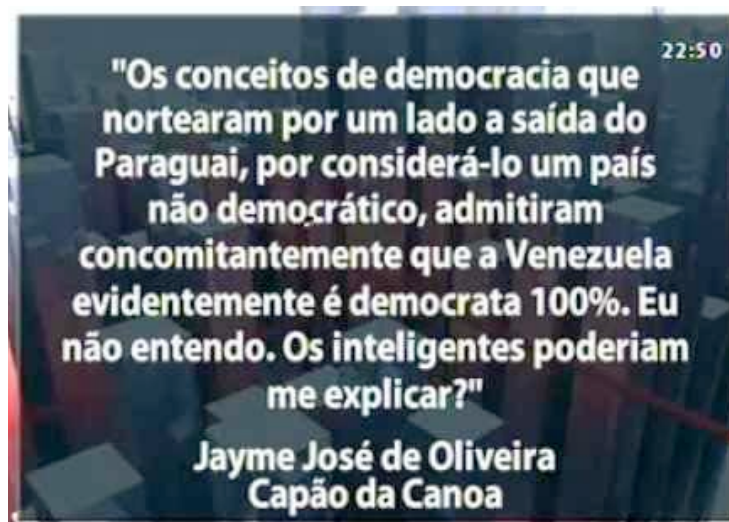 22:50
"Os conceitos de democracia que
nortearam por um lado a saída do
Paraguai, por considerá-lo um país
não democrático, admitiram
concomitantemente que a Venezuela
evidentemente é democrata 100%. Eu
não entendo. Os inteligentes poderiam
me explicar?"
Jayme José de Oliveira
Capão da Canoa